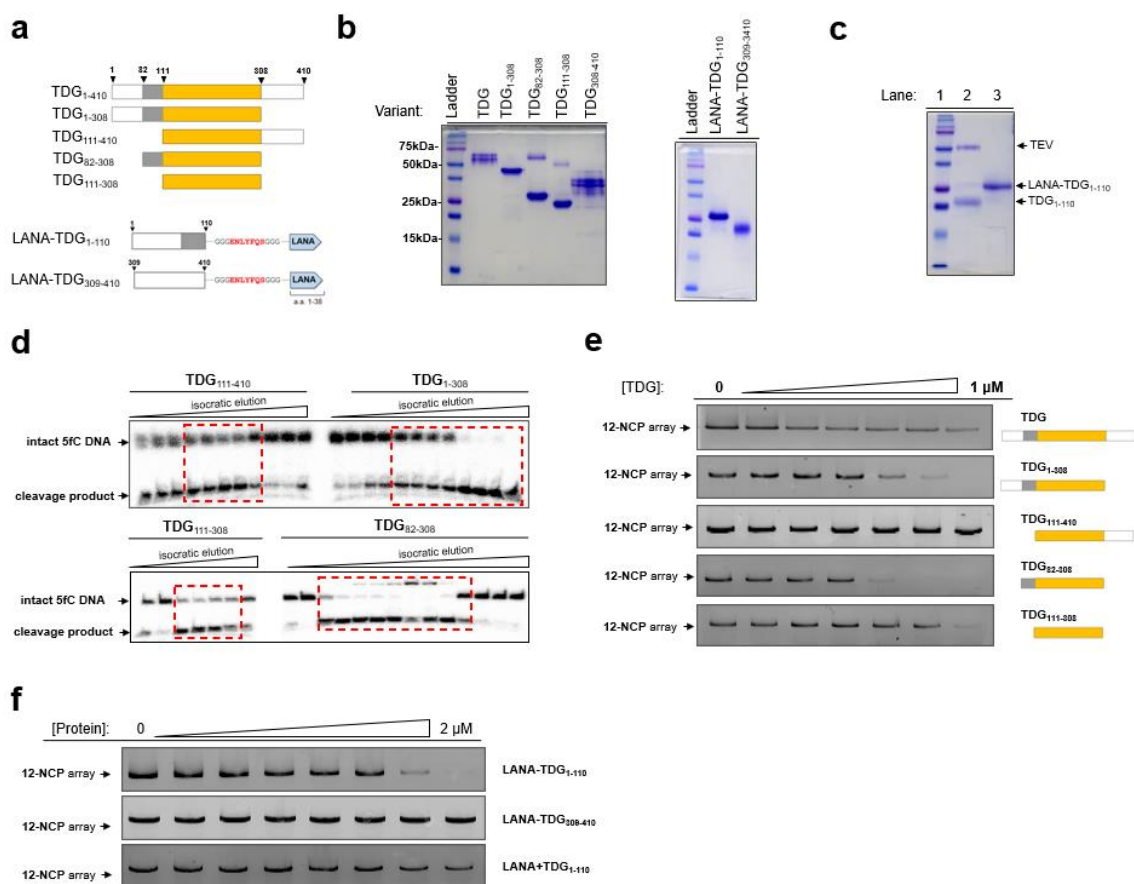 a
1 82 111 308 410
TDG1-410
TDG1-308
TDG111-410
TDG82-308
TDG111-308
1 110
LANA-TDG1-110 GGGENLYFQSGGG LANA
309 410
LANA-TDG309-410 GGGENLYFQSGGG LANA
a.a. 1-38
b
Variant: Ladder TDG TDG1-308 TDG82-308 TDG111-308 TDG308-410
75kDa-
50kDa-
25kDa-
15kDa-
Ladder LANA-TDG1-110 LANA-TDG309-3410
c
Lane: 1 2 3
TEV
LANA-TDG1-110
TDG1-110
d
TDG111-410 TDG1-308
isocratic elution isocratic elution
intact 5fC DNA
cleavage product
TDG111-308 TDG82-308
isocratic elution isocratic elution
intact 5fC DNA
cleavage product
e
[TDG]: 0 1 µM
12-NCP array TDG
12-NCP array TDG1-308
12-NCP array TDG111-410
12-NCP array TDG82-308
12-NCP array TDG111-308
f
[Protein]: 0 2 µM
12-NCP array LANA-TDG1-110
12-NCP array LANA-TDG309-410
12-NCP array LANA+TDG1-110